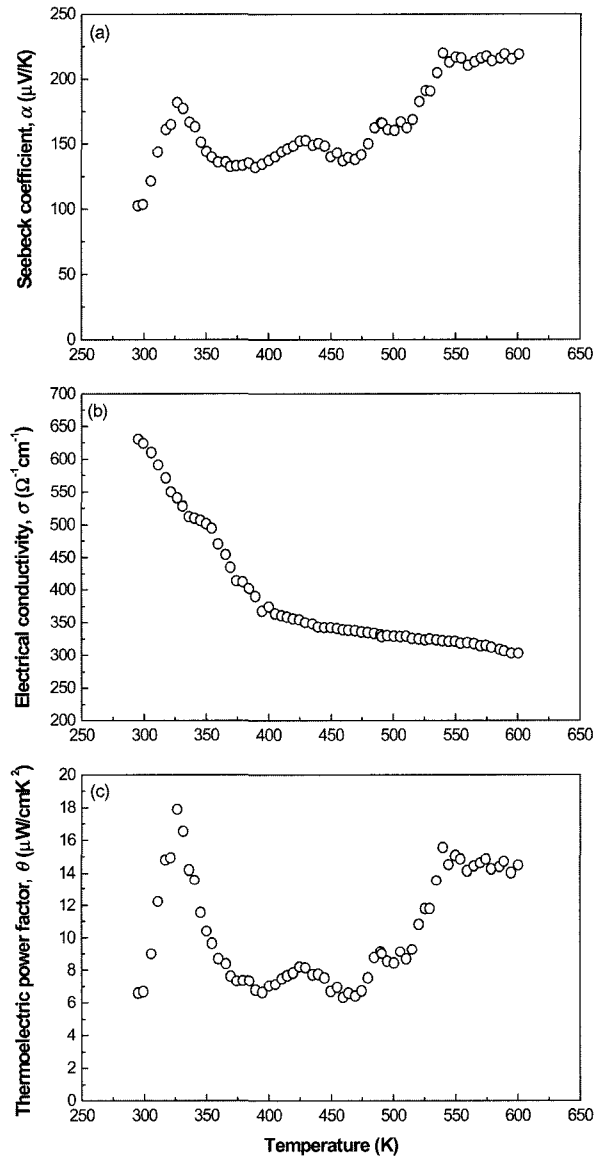 (a)
Seebeck coefficient, α (μV/K)
250
200
150
100
50
0
250 300 350 400 450 500 550 600 650
(b)
Electrical conductivity, σ (Ω⁻¹cm⁻¹)
700
650
600
550
500
450
400
350
300
250
200
250 300 350 400 450 500 550 600 650
(c)
Thermoelectric power factor, θ (μW/cmK²)
20
18
16
14
12
10
8
6
4
2
0
250 300 350 400 450 500 550 600 650
Temperature (K)